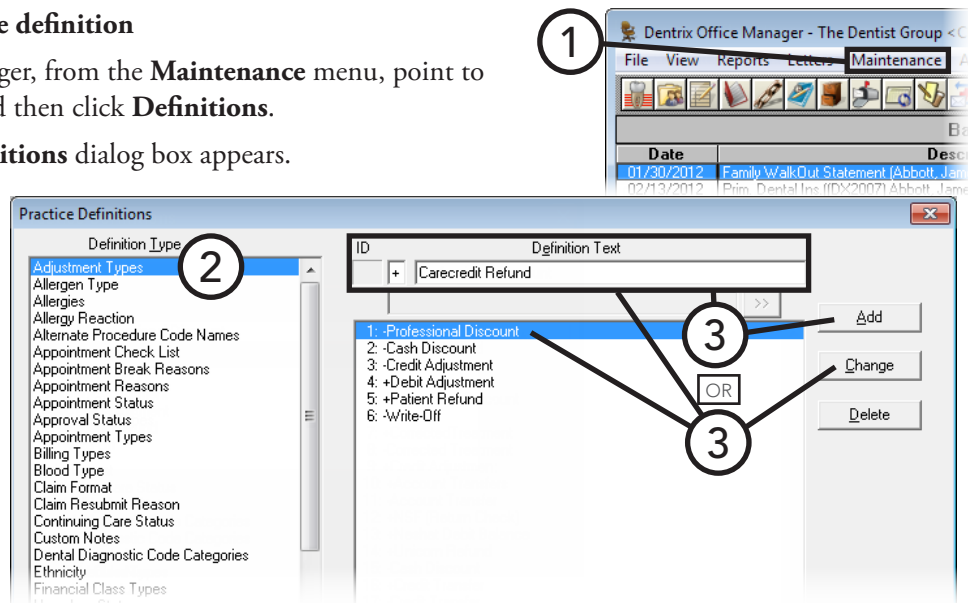 e definition
ger, from the Maintenance menu, point to
d then click Definitions.
itions dialog box appears.
1
Dentrix Office Manager - The Dentist Group <C
File View Reports Letters Maintenance A
Ba
Date Desc
01/30/2012 Family WalkOut Statement (Abbott, Jam
02/13/2012 Prim. Dental Ins ((DX2007) Abbott, Jame
Practice Definitions
Definition Type
2
Adjustment Types
Allergen Type
Allergies
Allergy Reaction
Alternate Procedure Code Names
Appointment Check List
Appointment Break Reasons
Appointment Reasons
Appointment Status
Approval Status
Appointment Types
Billing Types
Blood Type
Claim Format
Claim Resubmit Reason
Continuing Care Status
Custom Notes
Dental Diagnostic Code Categories
Ethnicity
Financial Class Types
ID Definition Text
+ Carecredit Refund
>>
1: -Professional Discount
2: -Cash Discount
3: -Credit Adjustment
4: +Debit Adjustment
5: +Patient Refund
6: -Write-Off
3
OR
3
Add
Change
Delete